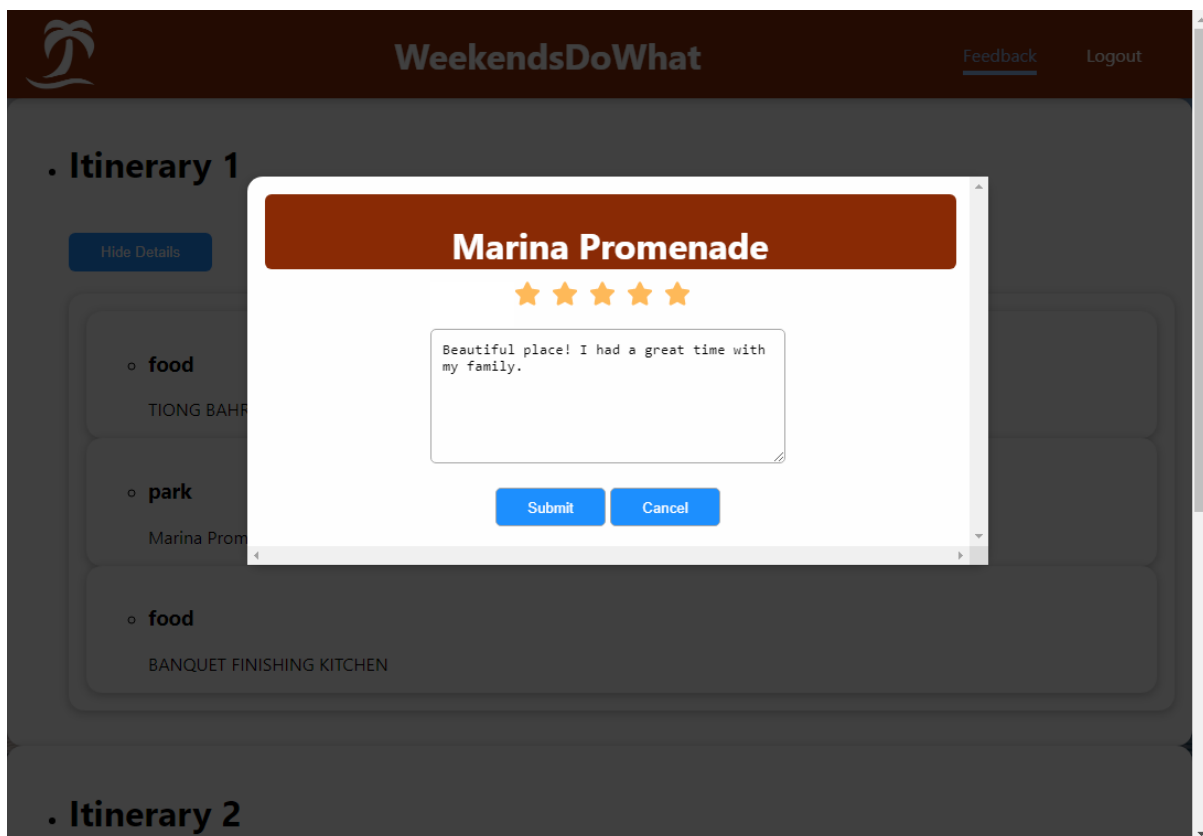 WeekendsDoWhat
Feedback
Logout
Itinerary 1
Hide Details
Marina Promenade
Beautiful place! I had a great time with
my family.
Submit
Cancel
food
TIONG BAHR
park
Marina Prom
food
BANQUET FINISHING KITCHEN
Itinerary 2